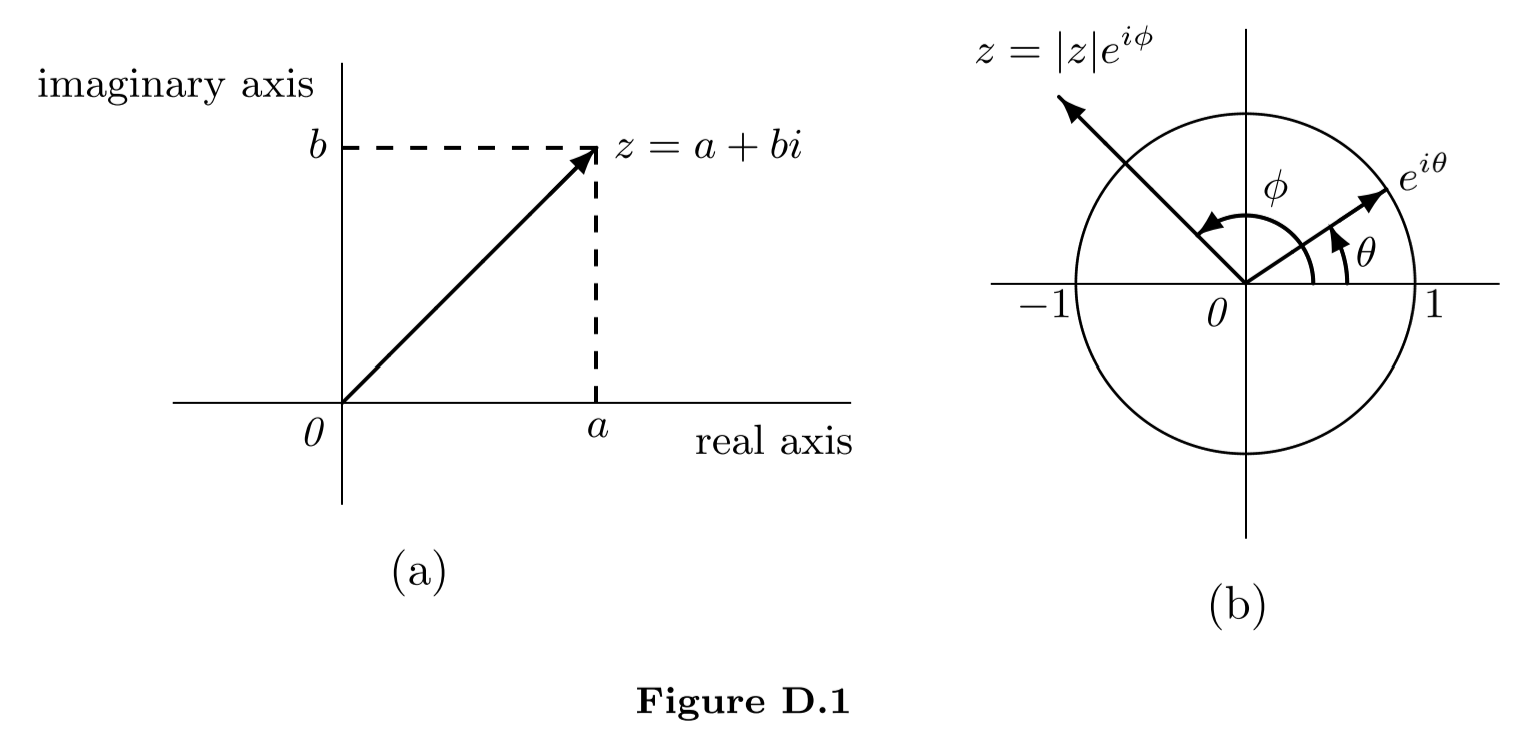 imaginary axis
b
z = a + bi
0
a
real axis
(a)
z = |z|e^{iϕ}
e^{iθ}
ϕ
θ
−1
0
1
(b)
Figure D.1